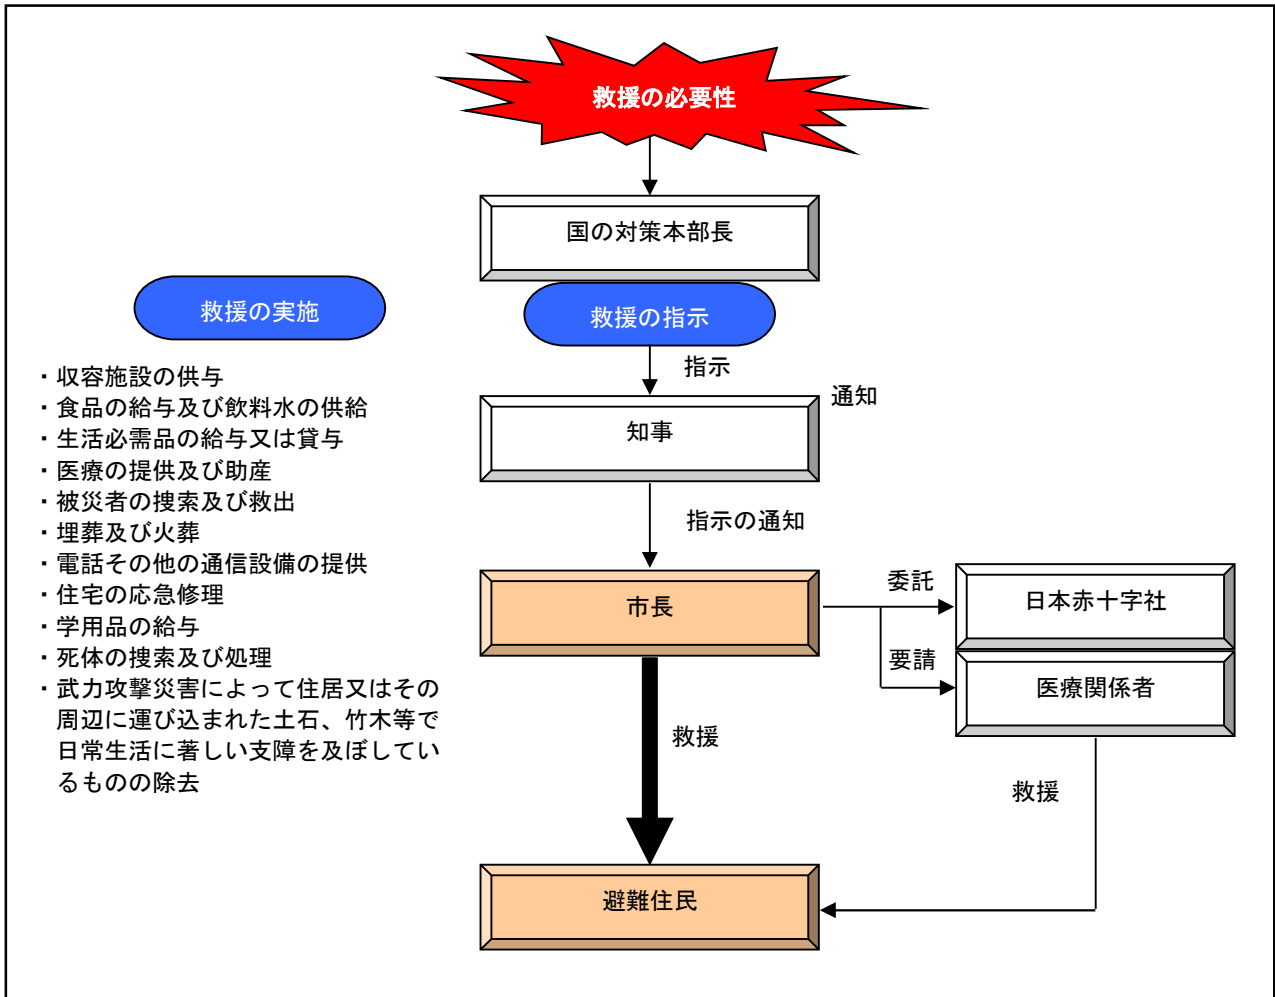 救援の必要性
国の対策本部長
救援の実施
救援の指示
指示
通知
・収容施設の供与
・食品の給与及び飲料水の供給
・生活必需品の給与又は貸与
・医療の提供及び助産
・被災者の捜索及び救出
・埋葬及び火葬
・電話その他の通信設備の提供
・住宅の応急修理
・学用品の給与
・死体の捜索及び処理
・武力攻撃災害によって住居又はその
周辺に運び込まれた土石、竹木等で
日常生活に著しい支障を及ぼしてい
るものの除去
知事
指示の通知
市長
委託
日本赤十字社
要請
医療関係者
救援
救援
避難住民